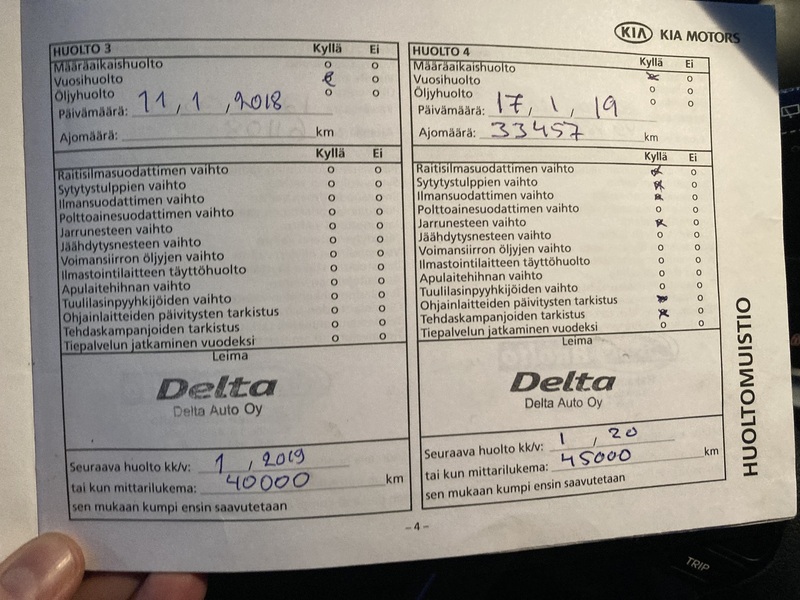 KIA KIA MOTORS
HUOLTO 3 Kyllä Ei
Määräaikaishuolto o o
Vuosihuolto o
Öljyhuolto o o
Päivämäärä: 11, 1, 2018
Ajomäärä: km
Kyllä Ei
Raitisilmasuodattimen vaihto o o
Sytytystulppien vaihto o o
Ilmansuodattimen vaihto o o
Polttoainesuodattimen vaihto o o
Jarrunesteen vaihto o o
Jäähdytysnesteen vaihto o o
Voimansiirron öljyjen vaihto o o
Ilmastointilaitteen täyttöhuolto o o
Apulaitehihnan vaihto o o
Tuulilasinpyyhkijöiden vaihto o o
Ohjainlaitteiden päivitysten tarkistus o o
Tehdaskampanjoiden tarkistus o o
Tiepalvelun jatkaminen vuodeksi o o
Leima
Delta
Delta Auto Oy
Seuraava huolto kk/v: 1, 2019
tai kun mittarilukema: 40000 km
sen mukaan kumpi ensin saavutetaan
HUOLTO 4 Kyllä Ei
Määräaikaishuolto o
Vuosihuolto o o
Öljyhuolto o o
Päivämäärä: 17, 1, 19
Ajomäärä: 33457 km
Kyllä Ei
Raitisilmasuodattimen vaihto o
Sytytystulppien vaihto o
Ilmansuodattimen vaihto o
Polttoainesuodattimen vaihto o o
Jarrunesteen vaihto o
Jäähdytysnesteen vaihto o o
Voimansiirron öljyjen vaihto o o
Ilmastointilaitteen täyttöhuolto o o
Apulaitehihnan vaihto o o
Tuulilasinpyyhkijöiden vaihto o o
Ohjainlaitteiden päivitysten tarkistus o
Tehdaskampanjoiden tarkistus o
Tiepalvelun jatkaminen vuodeksi o o
Leima
Delta
Delta Auto Oy
Seuraava huolto kk/v: 1, 20
tai kun mittarilukema: 45000 km
sen mukaan kumpi ensin saavutetaan
HUOLTOMUISTIO
– 4 –
TRIP